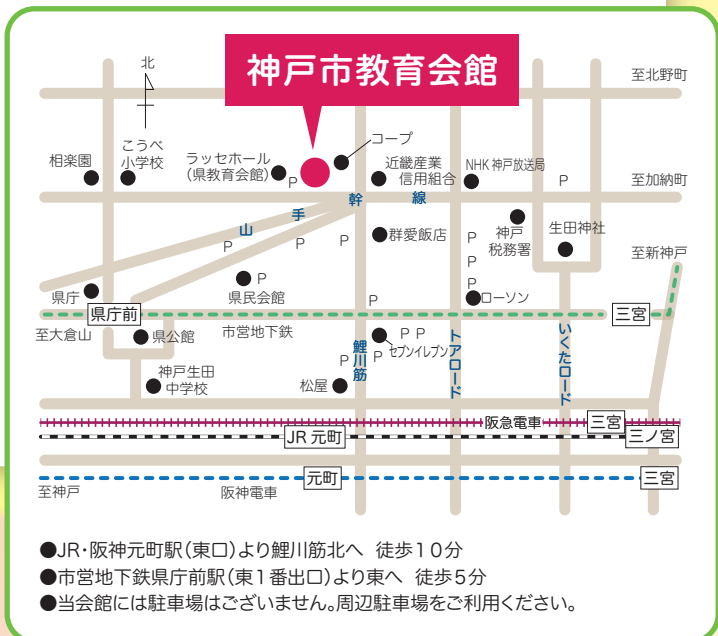 神戸市教育会館
北
至北野町
コープ
こうべ
小学校
相楽園
ラッセホール
(県教育会館)
P
近畿産業
信用組合
NHK 神戸放送局
P
至加納町
山手幹線
P
P
P
群愛飯店
P
P
P
神戸
税務署
生田神社
至新神戸
県庁
県民会館
P
P
ローソン
県庁前
三宮
至大倉山
県公館
市営地下鉄
鯉川筋
P
P
P P
セブンイレブン
トアロード
いくたロード
神戸生田
中学校
松屋
阪急電車
三宮
JR 元町
三ノ宮
元町
三宮
至神戸
阪神電車
●JR・阪神元町駅(東口)より鯉川筋北へ 徒歩10分
●市営地下鉄県庁前駅(東1番出口)より東へ 徒歩5分
●当会館には駐車場はございません。周辺駐車場をご利用ください。